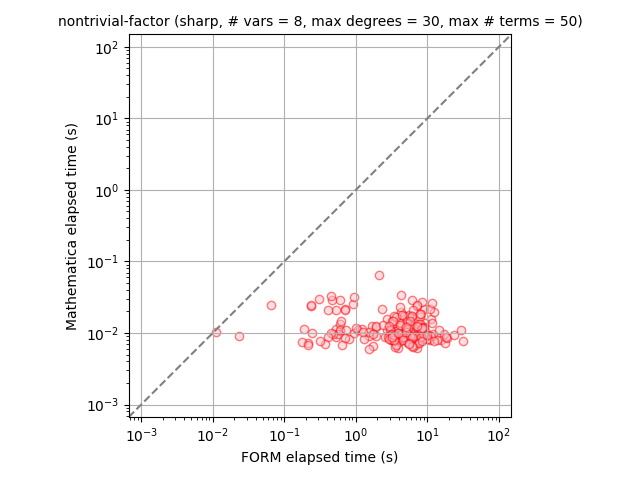 nontrivial-factor (sharp, # vars = 8, max degrees = 30, max # terms = 50)
Mathematica elapsed time (s)
10²
10¹
10⁰
10⁻¹
10⁻²
10⁻³
10⁻³ 10⁻² 10⁻¹ 10⁰ 10¹ 10²
FORM elapsed time (s)